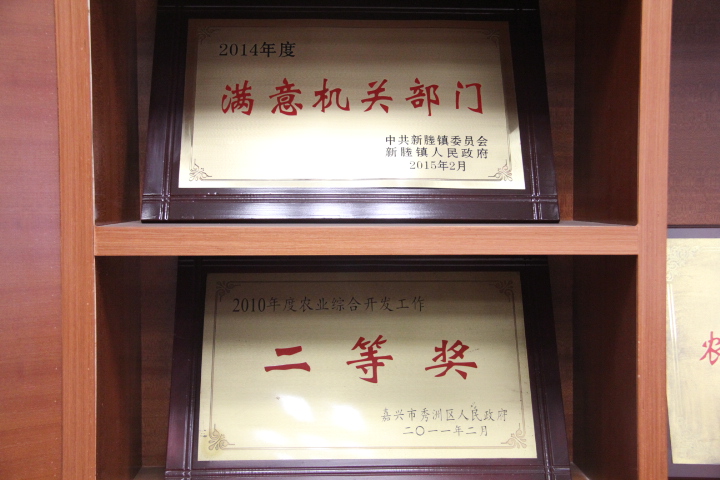 2014年度
满意机关部门
中共新塍镇委员会
新塍镇人民政府
2015年2月
2010年度农业综合开发工作
二等奖
嘉兴市秀洲区人民政府
二〇一一年二月
农